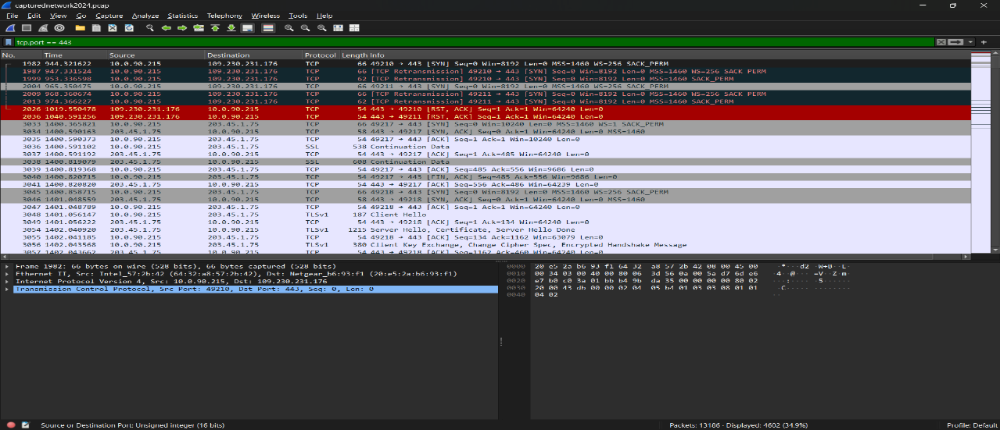 capturednetwork2024.pcap
File Edit View Go Capture Analyze Statistics Telephony Wireless Tools Help
tcp.port == 443
No. Time Source Destination Protocol Length Info
1982 944.321622 10.0.90.215 109.230.231.176 TCP 66 49210 → 443 [SYN] Seq=0 Win=8192 Len=0 MSS=1460 WS=256 SACK_PERM
1987 947.331524 10.0.90.215 109.230.231.176 TCP 66 [TCP Retransmission] 49210 → 443 [SYN] Seq=0 Win=8192 Len=0 MSS=1460 WS=256 SACK_PERM
1999 953.336598 10.0.90.215 109.230.231.176 TCP 62 [TCP Retransmission] 49210 → 443 [SYN] Seq=0 Win=8192 Len=0 MSS=1460 SACK_PERM
2004 965.350475 10.0.90.215 109.230.231.176 TCP 66 49211 → 443 [SYN] Seq=0 Win=8192 Len=0 MSS=1460 WS=256 SACK_PERM
2009 968.360674 10.0.90.215 109.230.231.176 TCP 66 [TCP Retransmission] 49211 → 443 [SYN] Seq=0 Win=8192 Len=0 MSS=1460 WS=256 SACK_PERM
2013 974.366227 10.0.90.215 109.230.231.176 TCP 62 [TCP Retransmission] 49211 → 443 [SYN] Seq=0 Win=8192 Len=0 MSS=1460 SACK_PERM
2026 1019.550478 109.230.231.176 10.0.90.215 TCP 54 443 → 49210 [RST, ACK] Seq=1 Ack=1 Win=64240 Len=0
2036 1040.591256 109.230.231.176 10.0.90.215 TCP 54 443 → 49211 [RST, ACK] Seq=1 Ack=1 Win=64240 Len=0
3033 1400.365821 10.0.90.215 203.45.1.75 TCP 66 49217 → 443 [SYN] Seq=0 Win=10240 Len=0 MSS=1460 WS=1 SACK_PERM
3034 1400.590163 203.45.1.75 10.0.90.215 TCP 58 443 → 49217 [SYN, ACK] Seq=0 Ack=1 Win=64240 Len=0 MSS=1460
3035 1400.590373 10.0.90.215 203.45.1.75 TCP 54 49217 → 443 [ACK] Seq=1 Ack=1 Win=10240 Len=0
3036 1400.591102 10.0.90.215 203.45.1.75 SSL 538 Continuation Data
3037 1400.591192 203.45.1.75 10.0.90.215 TCP 54 443 → 49217 [ACK] Seq=1 Ack=485 Win=64240 Len=0
3038 1400.819079 203.45.1.75 10.0.90.215 SSL 608 Continuation Data
3039 1400.819368 10.0.90.215 203.45.1.75 TCP 54 49217 → 443 [ACK] Seq=485 Ack=556 Win=9686 Len=0
3040 1400.820715 10.0.90.215 203.45.1.75 TCP 54 49217 → 443 [FIN, ACK] Seq=485 Ack=556 Win=9686 Len=0
3041 1400.820820 203.45.1.75 10.0.90.215 TCP 54 443 → 49217 [ACK] Seq=556 Ack=486 Win=64239 Len=0
3045 1400.858715 10.0.90.215 203.45.1.75 TCP 66 49218 → 443 [SYN] Seq=0 Win=8192 Len=0 MSS=1460 WS=256 SACK_PERM
3046 1401.048559 203.45.1.75 10.0.90.215 TCP 58 443 → 49218 [SYN, ACK] Seq=0 Ack=1 Win=64240 Len=0 MSS=1460
3047 1401.048789 10.0.90.215 203.45.1.75 TCP 54 49218 → 443 [ACK] Seq=1 Ack=1 Win=64240 Len=0
3048 1401.056147 10.0.90.215 203.45.1.75 TLSv1 187 Client Hello
3049 1401.056222 203.45.1.75 10.0.90.215 TCP 54 443 → 49218 [ACK] Seq=1 Ack=134 Win=64240 Len=0
3054 1402.040920 203.45.1.75 10.0.90.215 TLSv1 1215 Server Hello, Certificate, Server Hello Done
3055 1402.041185 10.0.90.215 203.45.1.75 TCP 54 49218 → 443 [ACK] Seq=134 Ack=1162 Win=63079 Len=0
3056 1402.043568 10.0.90.215 203.45.1.75 TLSv1 380 Client Key Exchange, Change Cipher Spec, Encrypted Handshake Message
3057 1402.043662 203.45.1.75 10.0.90.215 TCP 54 443 → 49218 [ACK] Seq=1162 Ack=460 Win=64240 Len=0
Frame 1982: 66 bytes on wire (528 bits), 66 bytes captured (528 bits)
Ethernet II, Src: Intel_57:2b:42 (64:32:a8:57:2b:42), Dst: Netgear_b6:93:f1 (20:e5:2a:b6:93:f1)
Internet Protocol Version 4, Src: 10.0.90.215, Dst: 109.230.231.176
Transmission Control Protocol, Src Port: 49210, Dst Port: 443, Seq: 0, Len: 0
0000 20 e5 2a b6 93 f1 64 32 a8 57 2b 42 08 00 45 00 ·*···d2 ·W+B··E·
0010 00 34 03 00 40 00 80 06 3d 56 0a 00 5a d7 6d e6 ·4··@··· =V··Z·m·
0020 e7 b0 c0 3a 01 bb b4 9b da 35 00 00 00 00 80 02 ···:···· ·5······
0030 20 00 43 db 00 00 02 04 05 b4 01 03 03 08 01 01 ·C····· ········
0040 04 02 ··
Source or Destination Port: Unsigned integer (16 bits)
Packets: 13186 · Displayed: 4602 (34.9%)
Profile: Default